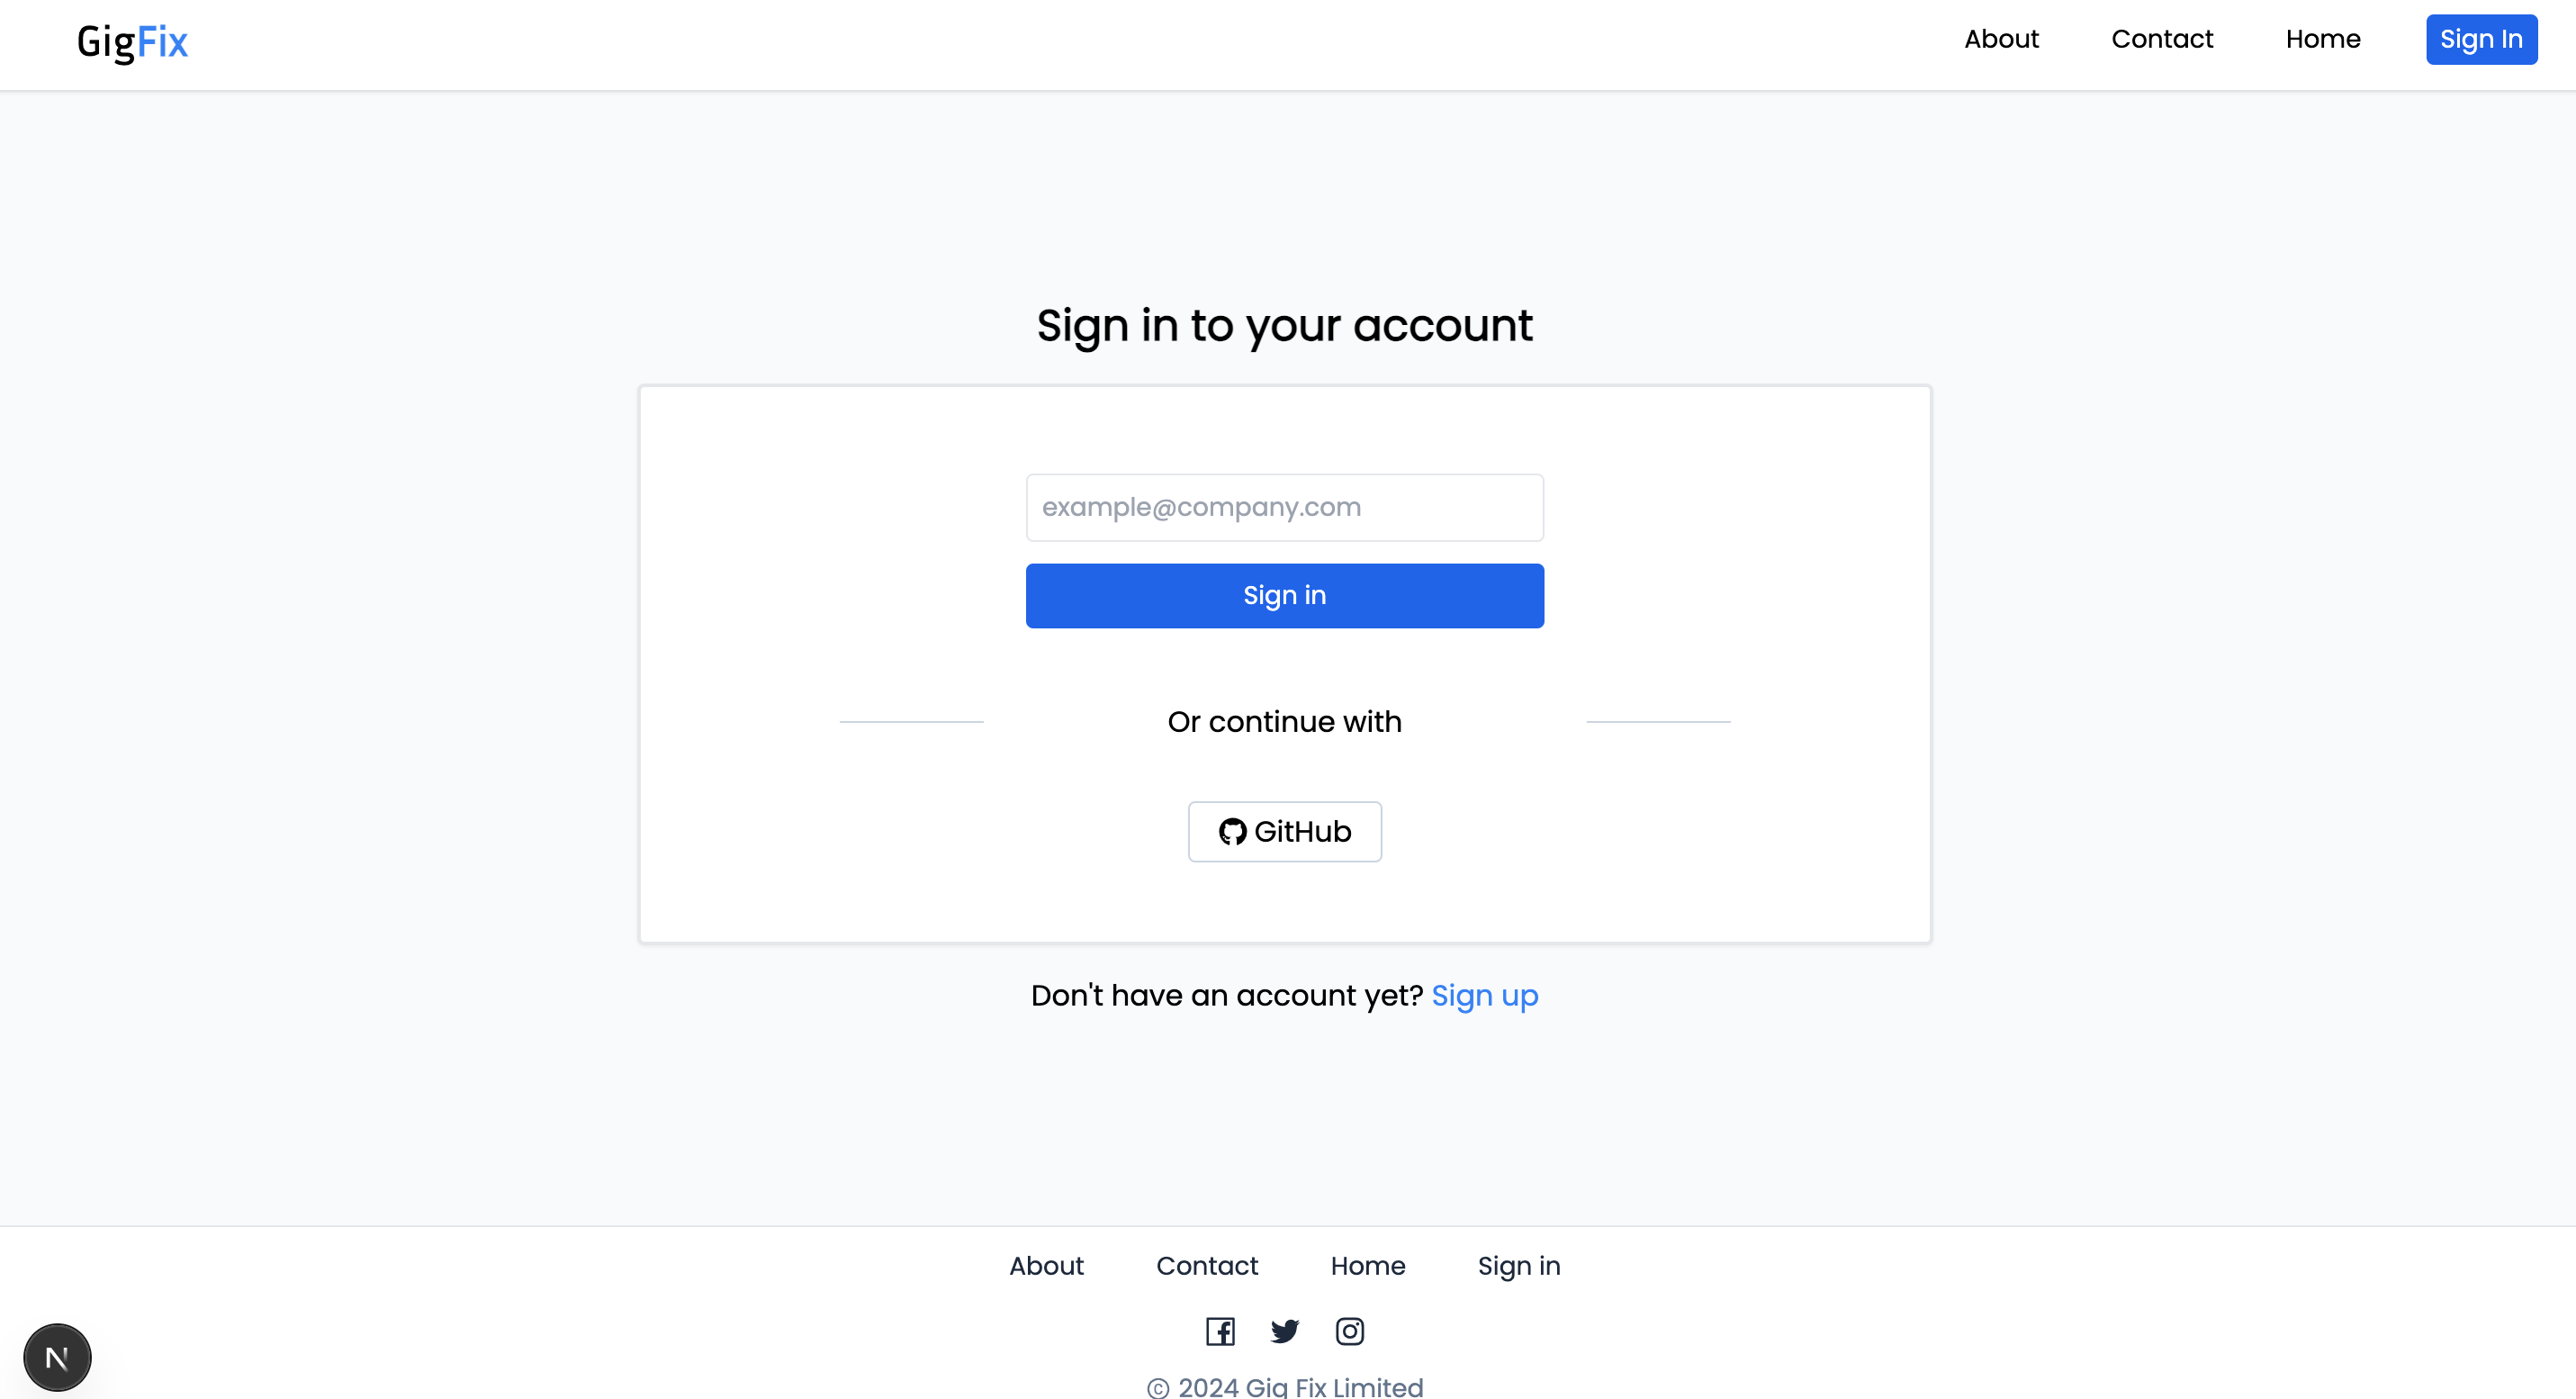 GigFix About Contact Home Sign In
Sign in to your account
example@company.com
Sign in
Or continue with
GitHub
Don't have an account yet? Sign up
About Contact Home Sign in
N
© 2024 Gig Fix Limited